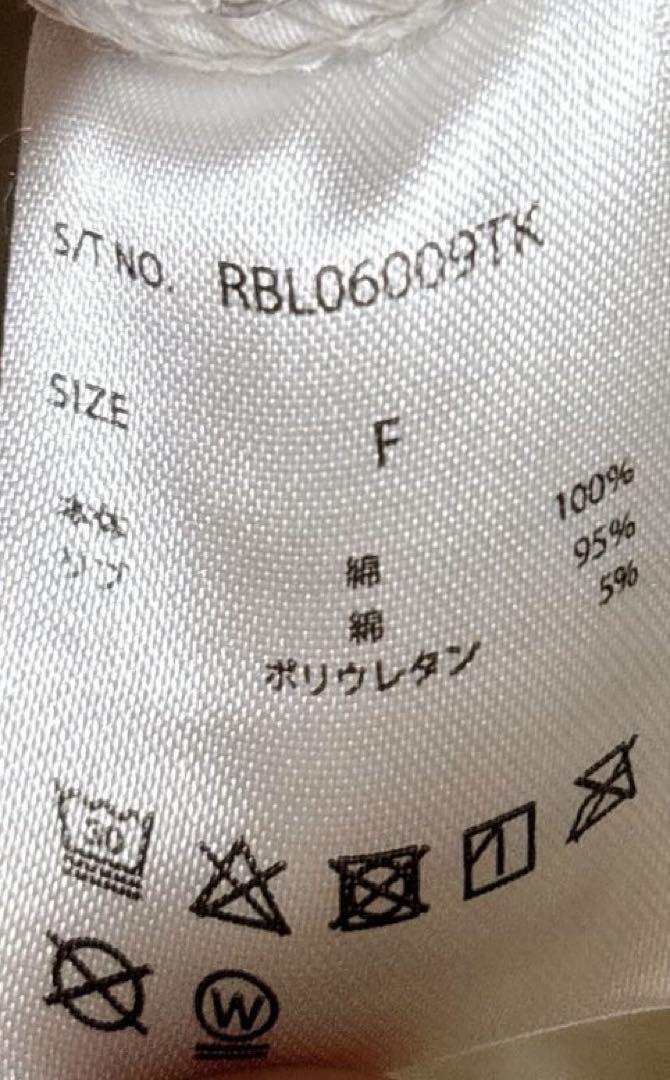 S/T NO. RBL06009TK
SIZE F
本体 綿 100%
リブ 綿 95%
ポリウレタン 5%
30
W